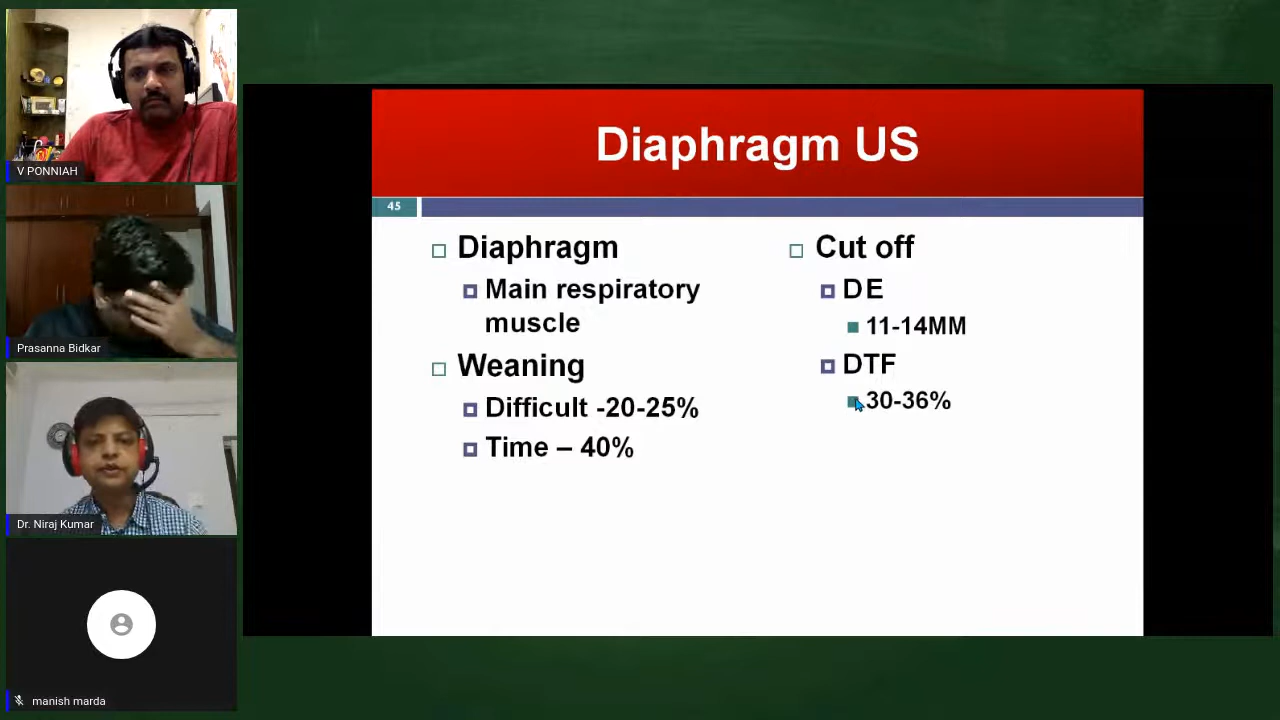 V PONNIAH
Prasanna Bidkar
Dr. Niraj Kumar
manish marda
Diaphragm US
45
Diaphragm
Main respiratory
muscle
Weaning
Difficult -20-25%
Time – 40%
Cut off
DE
11-14MM
DTF
30-36%